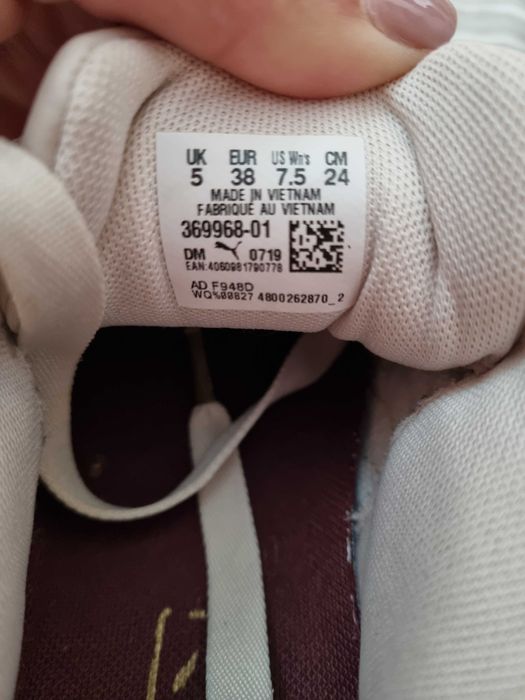 UK EUR US Wn's CM
5 38 7.5 24
MADE IN VIETNAM
FABRIQUE AU VIETNAM
369968-01
DM 0719
EAN:4060981790778
AD F948D
WQ%00827 4800262870_2